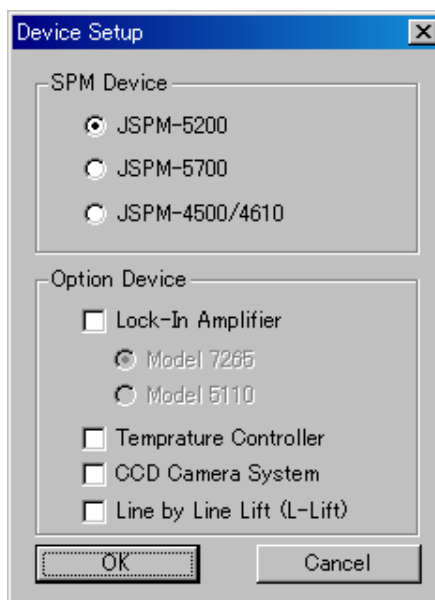 Device Setup
SPM Device
JSPM-5200
JSPM-5700
JSPM-4500/4610
Option Device
Lock-In Amplifier
Model 7265
Model 5110
Temprature Controller
CCD Camera System
Line by Line Lift (L-Lift)
OK
Cancel